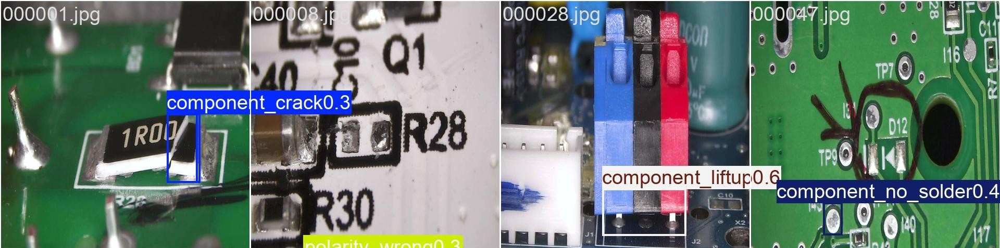 000001.jpg
component_crack0.3
1R00
R28
000008.jpg
C10
Q1
C40
R28
R30
polarity_wrong0.3
000028.jpg
component_liftup0.6
C10
J1
J2
X2
000047.jpg
C11
I16
TP7
R7
D12
TP9
component_no_solder0.4
I40
I17